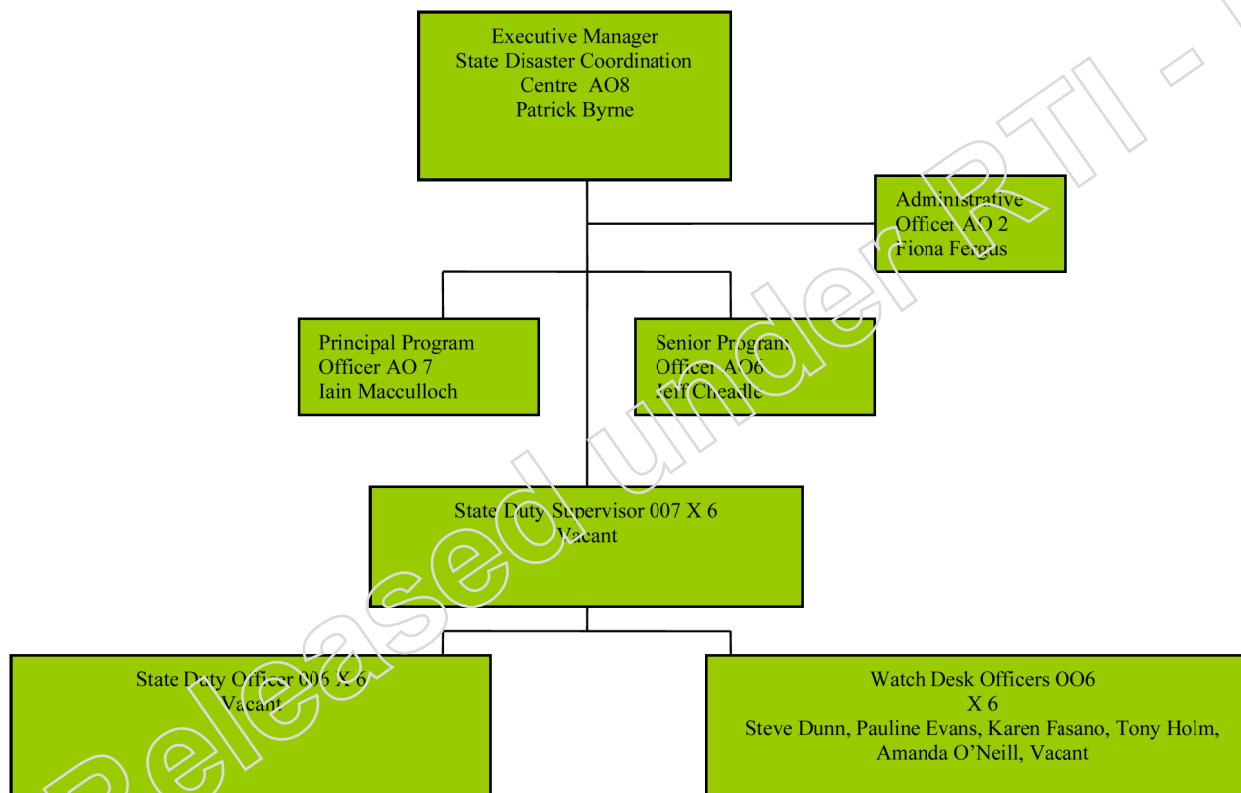 Executive Manager
State Disaster Coordination
Centre AO8
Patrick Byrne
Administrative
Officer AO 2
Fiona Fergus
Principal Program
Officer AO 7
Iain Macculloch
Senior Program
Officer AO6
Jeff Cheadle
State Duty Supervisor 007 X 6
Vacant
State Duty Officer 006 X 6
Vacant
Watch Desk Officers OO6
X 6
Steve Dunn, Pauline Evans, Karen Fasano, Tony Holm,
Amanda O’Neill, Vacant
Released under RTI -